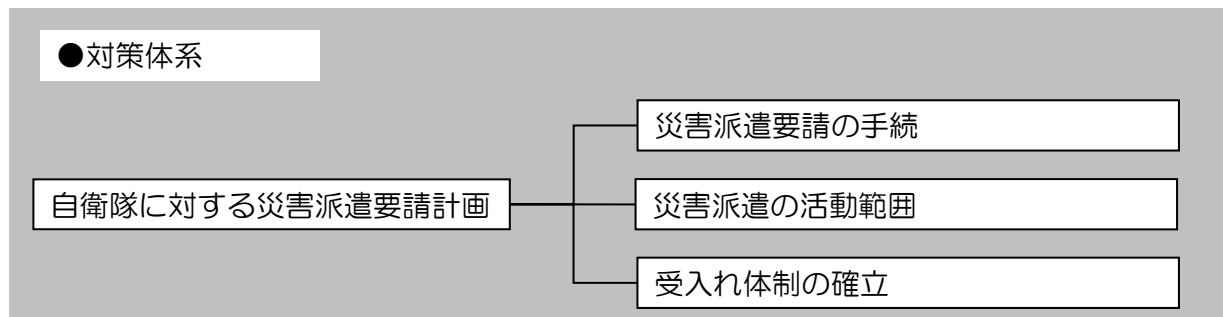 ●対策体系
災害派遣要請の手続
自衛隊に対する災害派遣要請計画
災害派遣の活動範囲
受入れ体制の確立